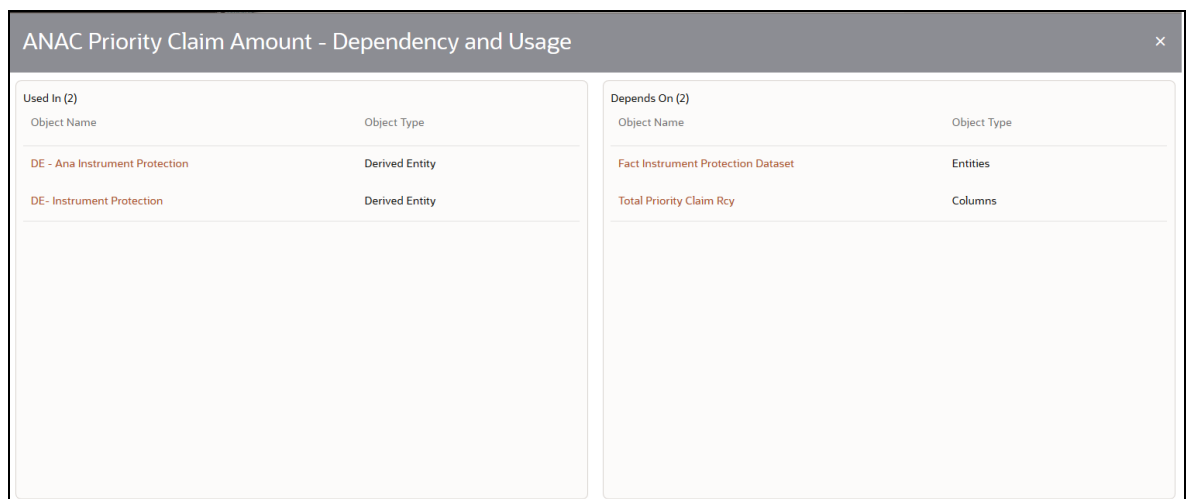 ANAC Priority Claim Amount - Dependency and Usage ×
Used In (2)
Object Name Object Type
DE - Ana Instrument Protection Derived Entity
DE- Instrument Protection Derived Entity
Depends On (2)
Object Name Object Type
Fact Instrument Protection Dataset Entities
Total Priority Claim Rcy Columns